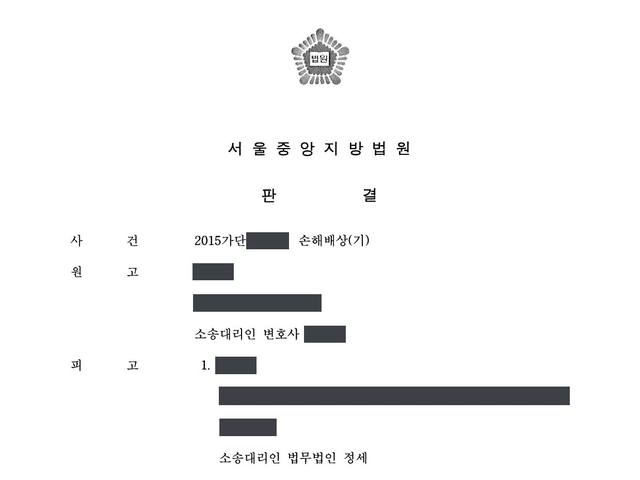 법원
서울중앙지방법원
판 결
사 건 2015가단 손해배상(기)
원 고
소송대리인 변호사
피 고 1.
소송대리인 법무법인 정세